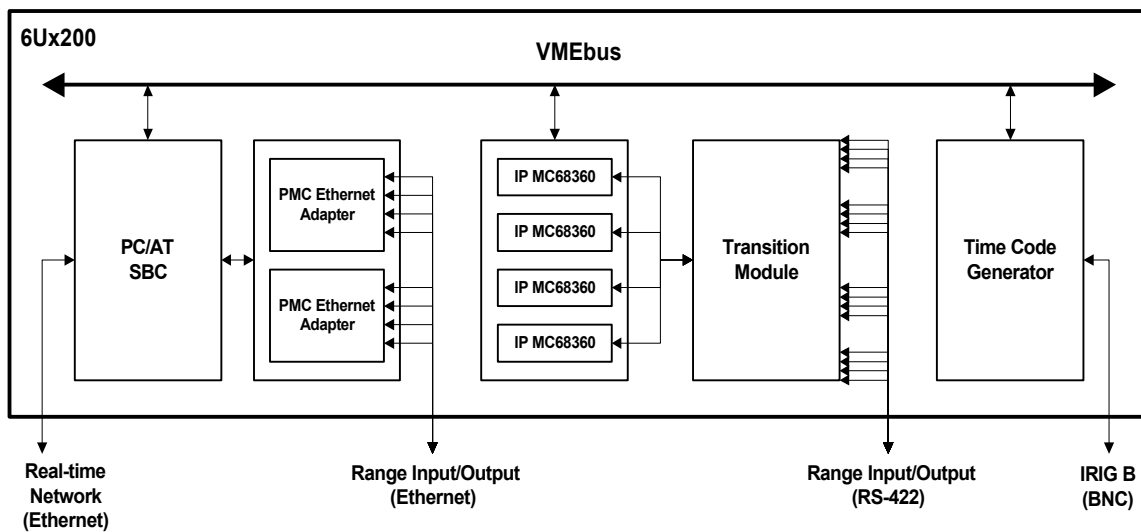 6Ux200
VMEbus
PC/AT
SBC
PMC Ethernet
Adapter
PMC Ethernet
Adapter
IP MC68360
IP MC68360
IP MC68360
IP MC68360
Transition
Module
Time Code
Generator
Real-time
Network
(Ethernet)
Range Input/Output
(Ethernet)
Range Input/Output
(RS-422)
IRIG B
(BNC)